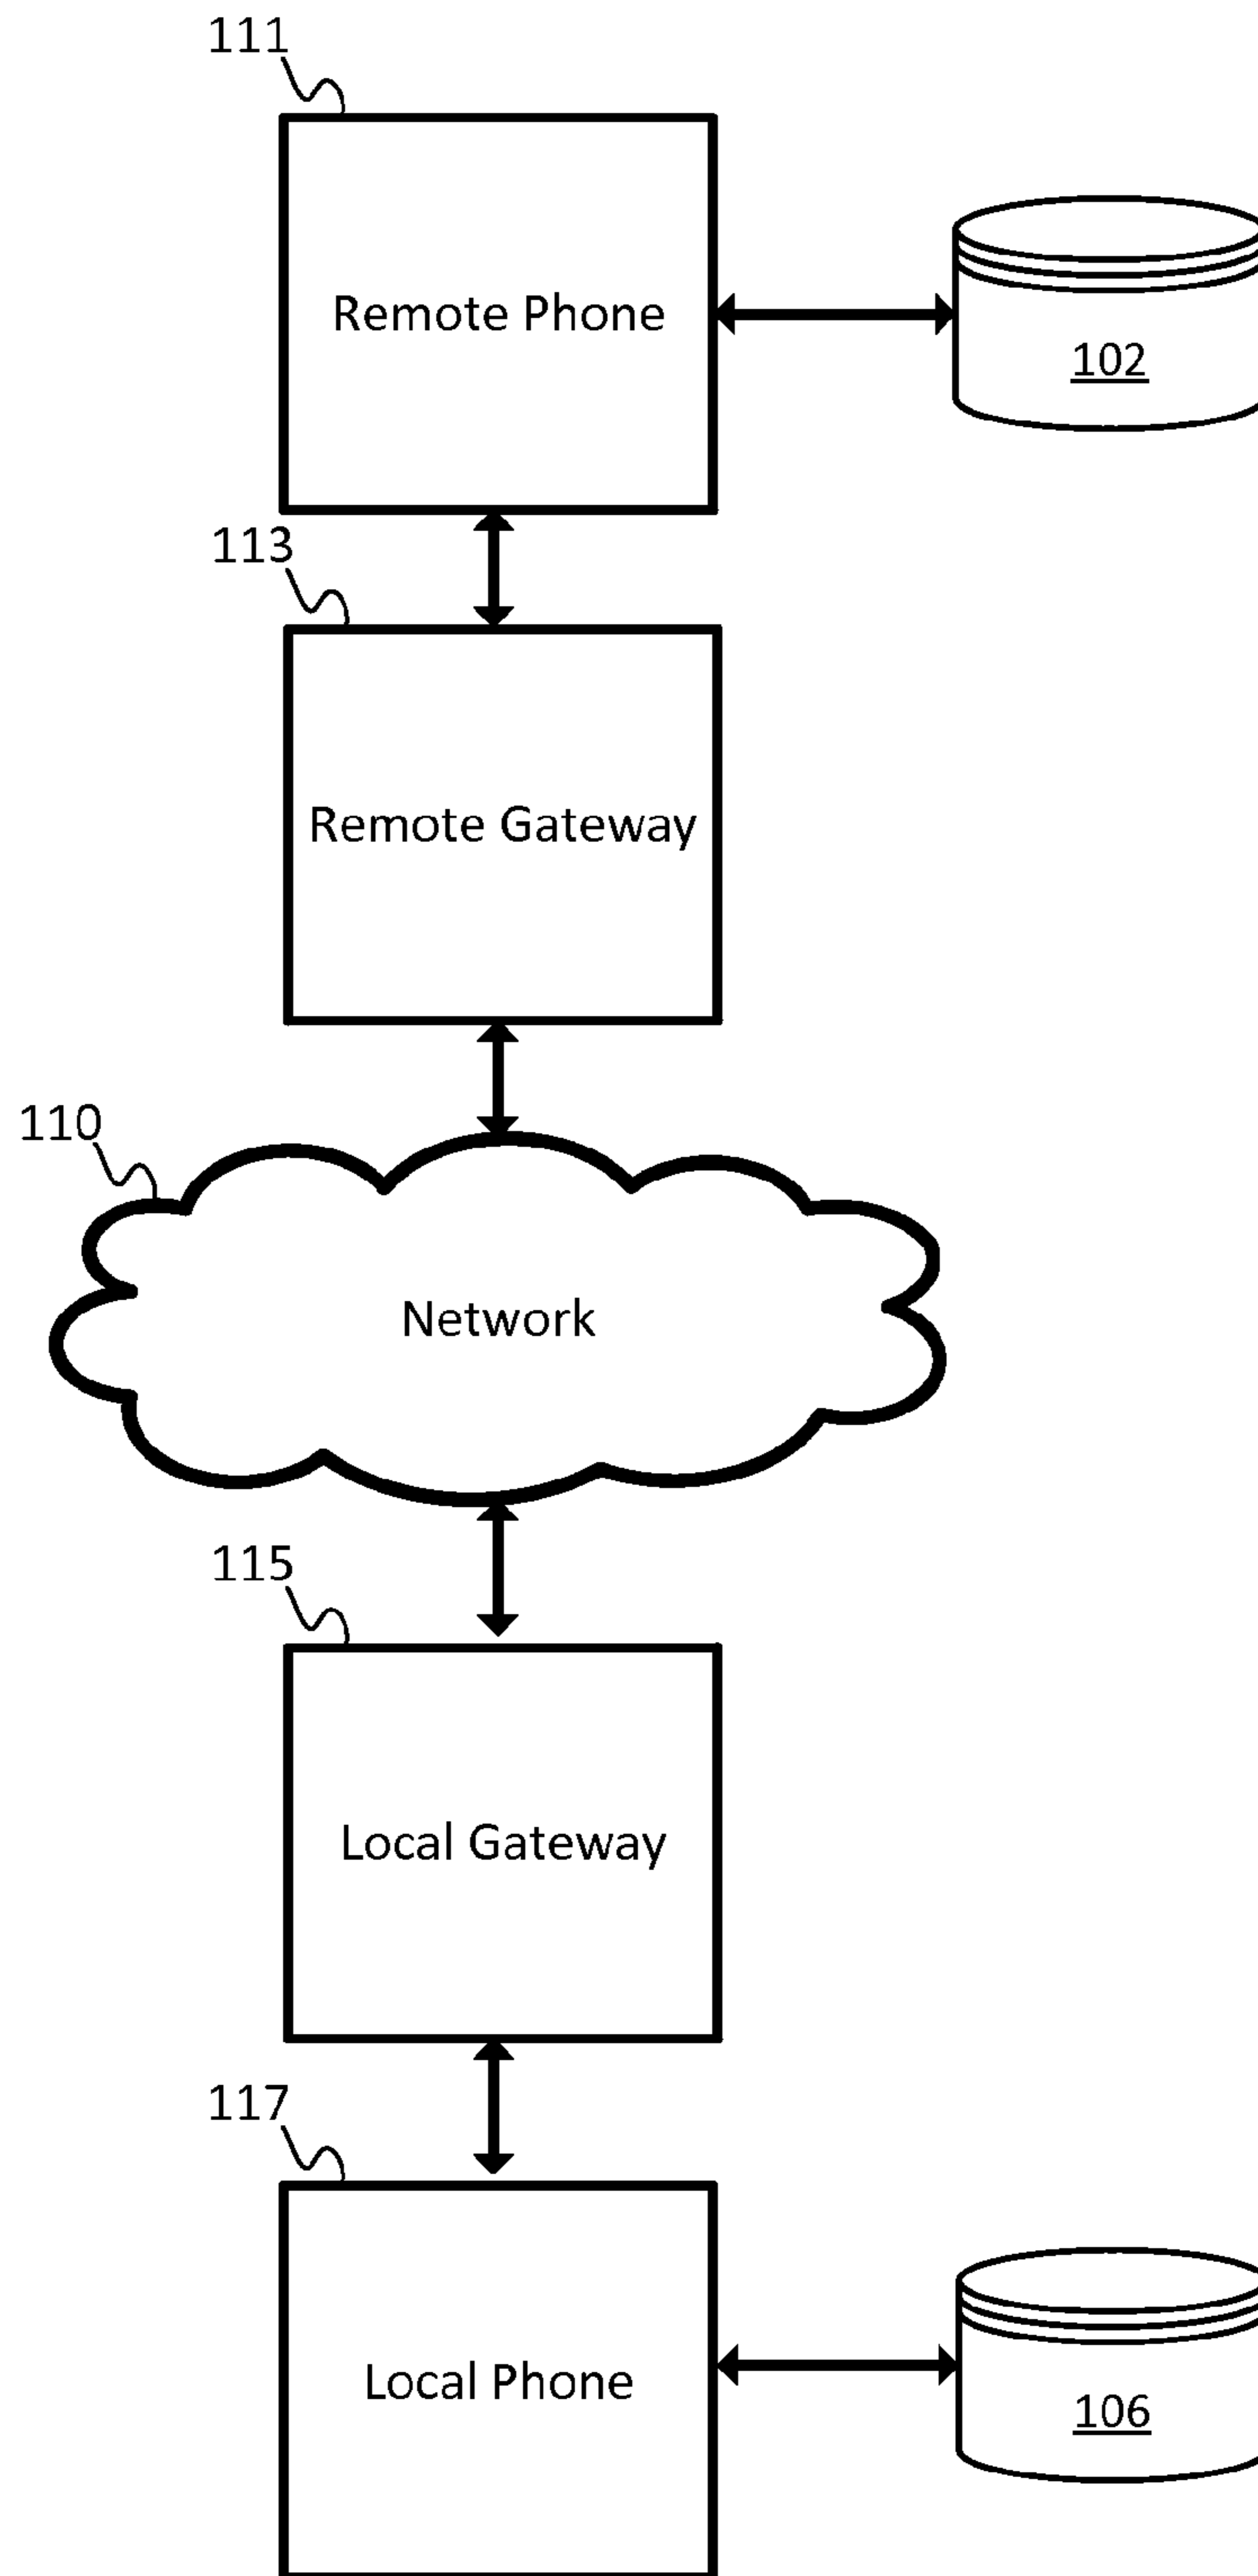 111
Remote Phone
102
113
Remote Gateway
110
Network
115
Local Gateway
117
Local Phone
106